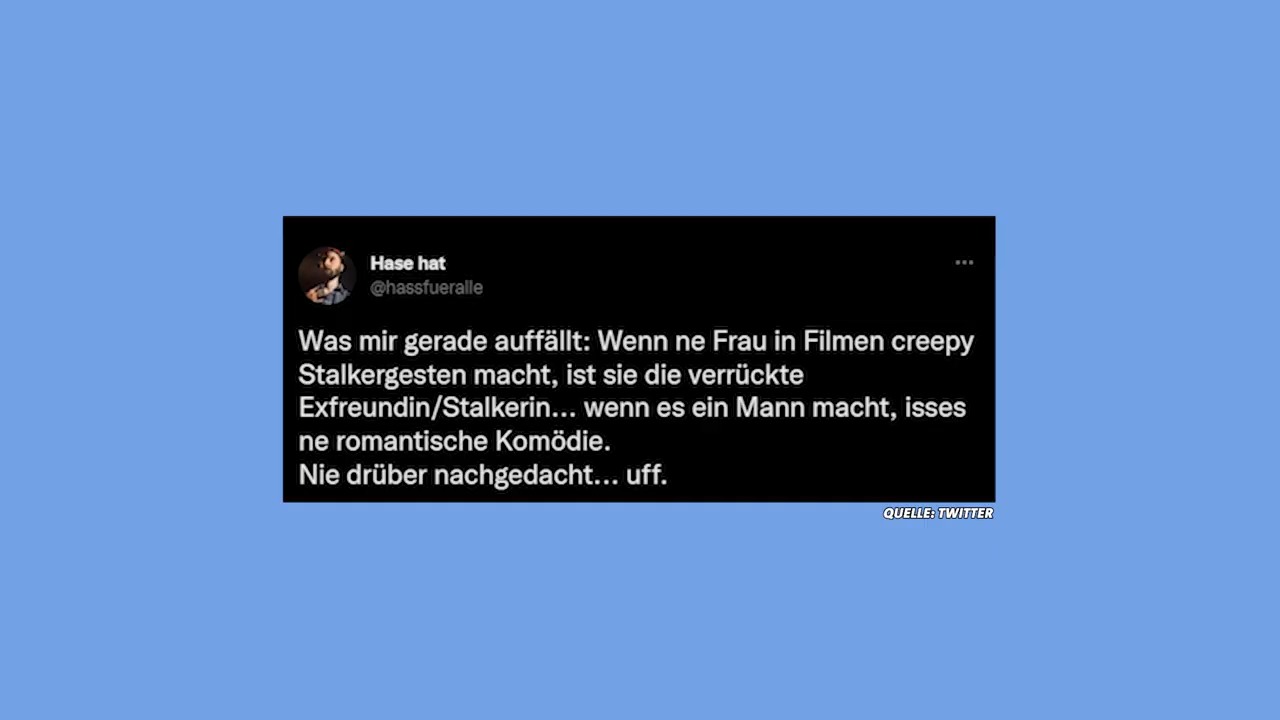 Hase hat
@hassfueralle
Was mir gerade auffällt: Wenn ne Frau in Filmen creepy
Stalkergesten macht, ist sie die verrückte
Exfreundin/Stalkerin... wenn es ein Mann macht, isses
ne romantische Komödie.
Nie drüber nachgedacht... uff.
QUELLE: TWITTER